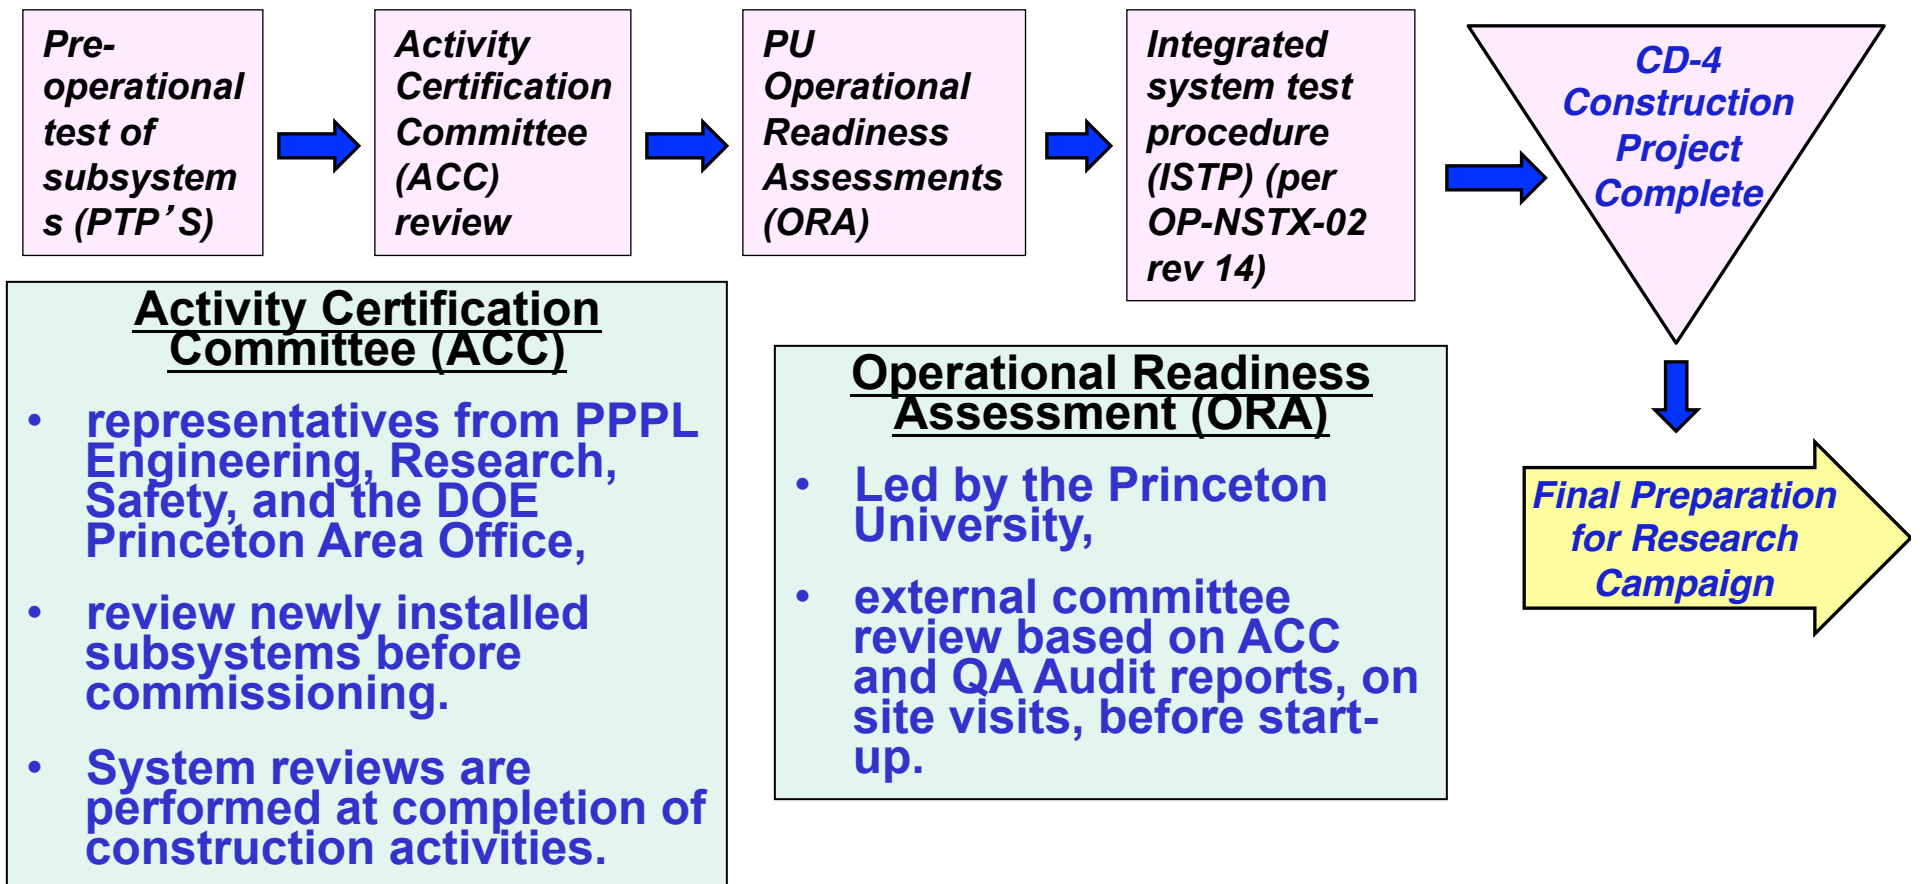 Pre-
operational
test of
subsystem
s (PTP’S)
Activity
Certification
Committee
(ACC)
review
PU
Operational
Readiness
Assessments
(ORA)
Integrated
system test
procedure
(ISTP) (per
OP-NSTX-02
rev 14)
CD-4
Construction
Project
Complete
Activity Certification
Committee (ACC)
• representatives from PPPL
Engineering, Research,
Safety, and the DOE
Princeton Area Office,
• review newly installed
subsystems before
commissioning.
• System reviews are
performed at completion of
construction activities.
Operational Readiness
Assessment (ORA)
• Led by the Princeton
University,
• external committee
review based on ACC
and QA Audit reports, on
site visits, before start-
up.
Final Preparation
for Research
Campaign